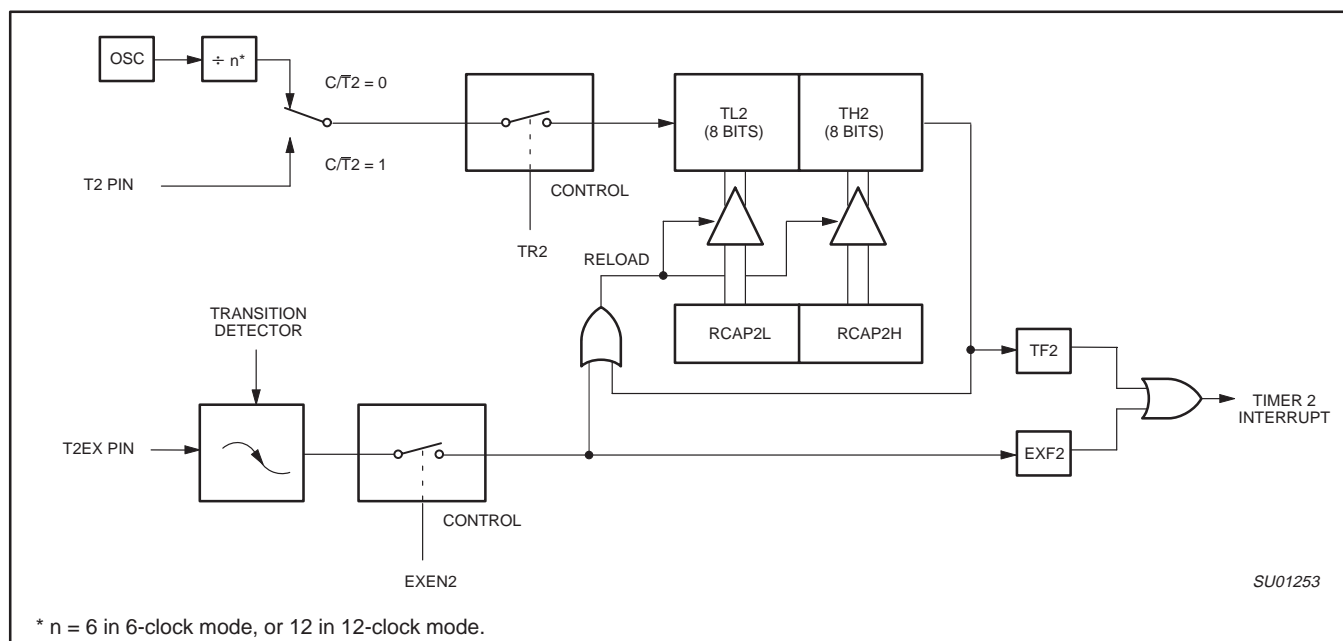 OSC
÷ n*
C/T̅2 = 0
C/T̅2 = 1
T2 PIN
CONTROL
TR2
TL2
(8 BITS)
TH2
(8 BITS)
RELOAD
RCAP2L
RCAP2H
TRANSITION
DETECTOR
T2EX PIN
CONTROL
EXEN2
TF2
EXF2
TIMER 2
INTERRUPT
SU01253
* n = 6 in 6-clock mode, or 12 in 12-clock mode.